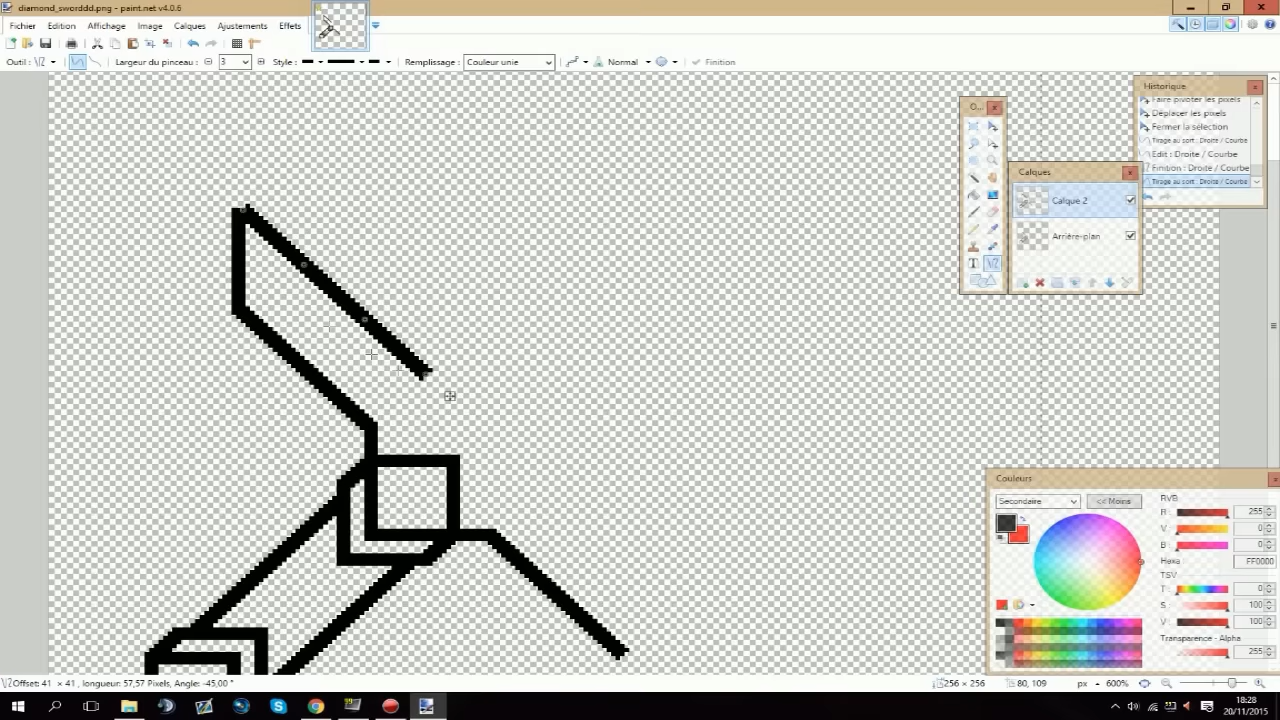 diamond_sworddd.png - paint.net v4.0.6
Fichier Edition Affichage Image Calques Ajustements Effets
Outil : Largeur du pinceau : 3 Style : Remplissage : Couleur unie Normal Finition
Historique
Faire pivoter les pixels
Déplacer les pixels
Fermer la sélection
Tirage au sort : Droite / Courbe
Edit : Droite / Courbe
Finition : Droite / Courbe
Tirage au sort : Droite / Courbe
O...
Calques
Calque 2
Arrière-plan
Couleurs
Secondaire << Moins
RVB
R : 255
V : 0
B : 0
Hexa FF0000
TSV
T : 0
S : 100
V : 100
Transparence - Alpha
255
Offset: 41 × 41, longueur: 57,57 Pixels, Angle: -45,00 ° 256 × 256 80, 109 px 600%
18:28
20/11/2015